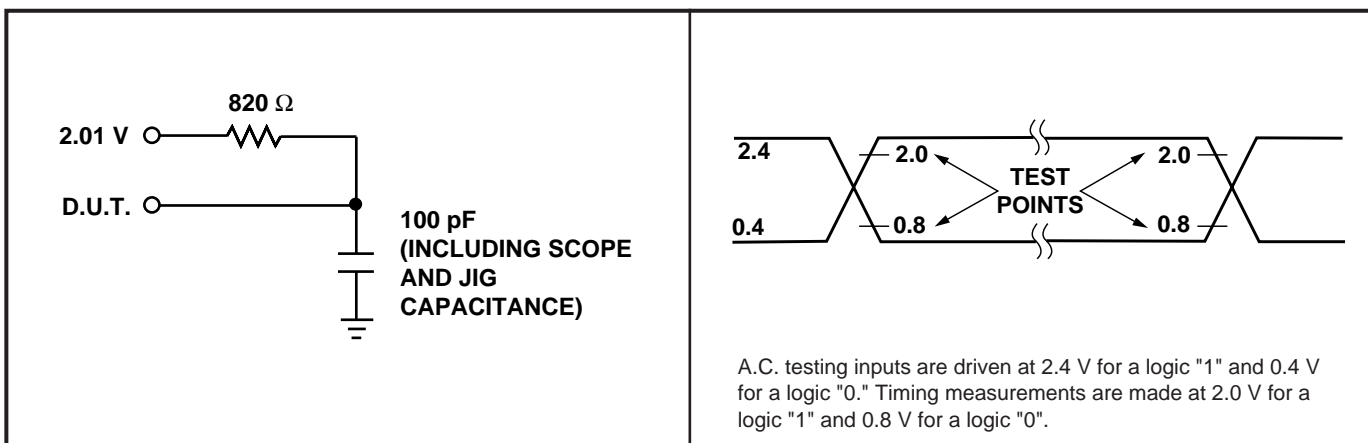 820 Ω
2.01 V
D.U.T.
100 pF
(INCLUDING SCOPE
AND JIG
CAPACITANCE)
2.4
2.0
TEST
POINTS
2.0
0.4
0.8
0.8
A.C. testing inputs are driven at 2.4 V for a logic "1" and 0.4 V
for a logic "0." Timing measurements are made at 2.0 V for a
logic "1" and 0.8 V for a logic "0".